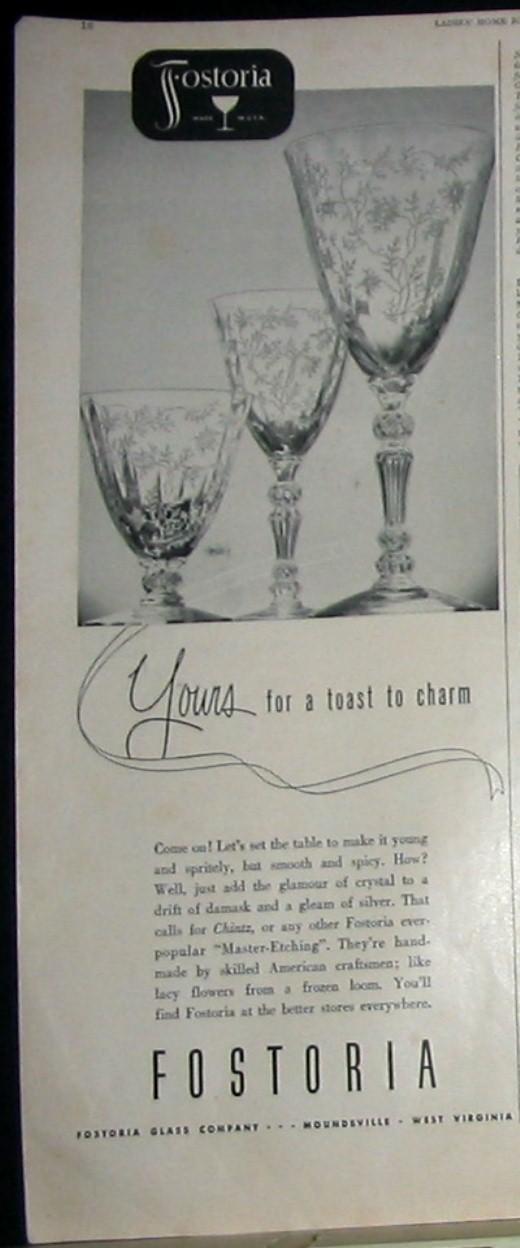 18
LADIES' HOME
Fostoria
MADE IN U.S.A.
Yours for a toast to charm
Come on! Let's set the table to make it young
and spritely, but smooth and spicy. How?
Well, just add the glamour of crystal to a
drift of damask and a gleam of silver. That
calls for Chintz, or any other Fostoria ever-
popular "Master-Etching". They're hand-
made by skilled American craftsmen; like
lacy flowers from a frozen loom. You'll
find Fostoria at the better stores everywhere.
FOSTORIA
FOSTORIA GLASS COMPANY - - - MOUNDSVILLE - WEST VIRGINIA